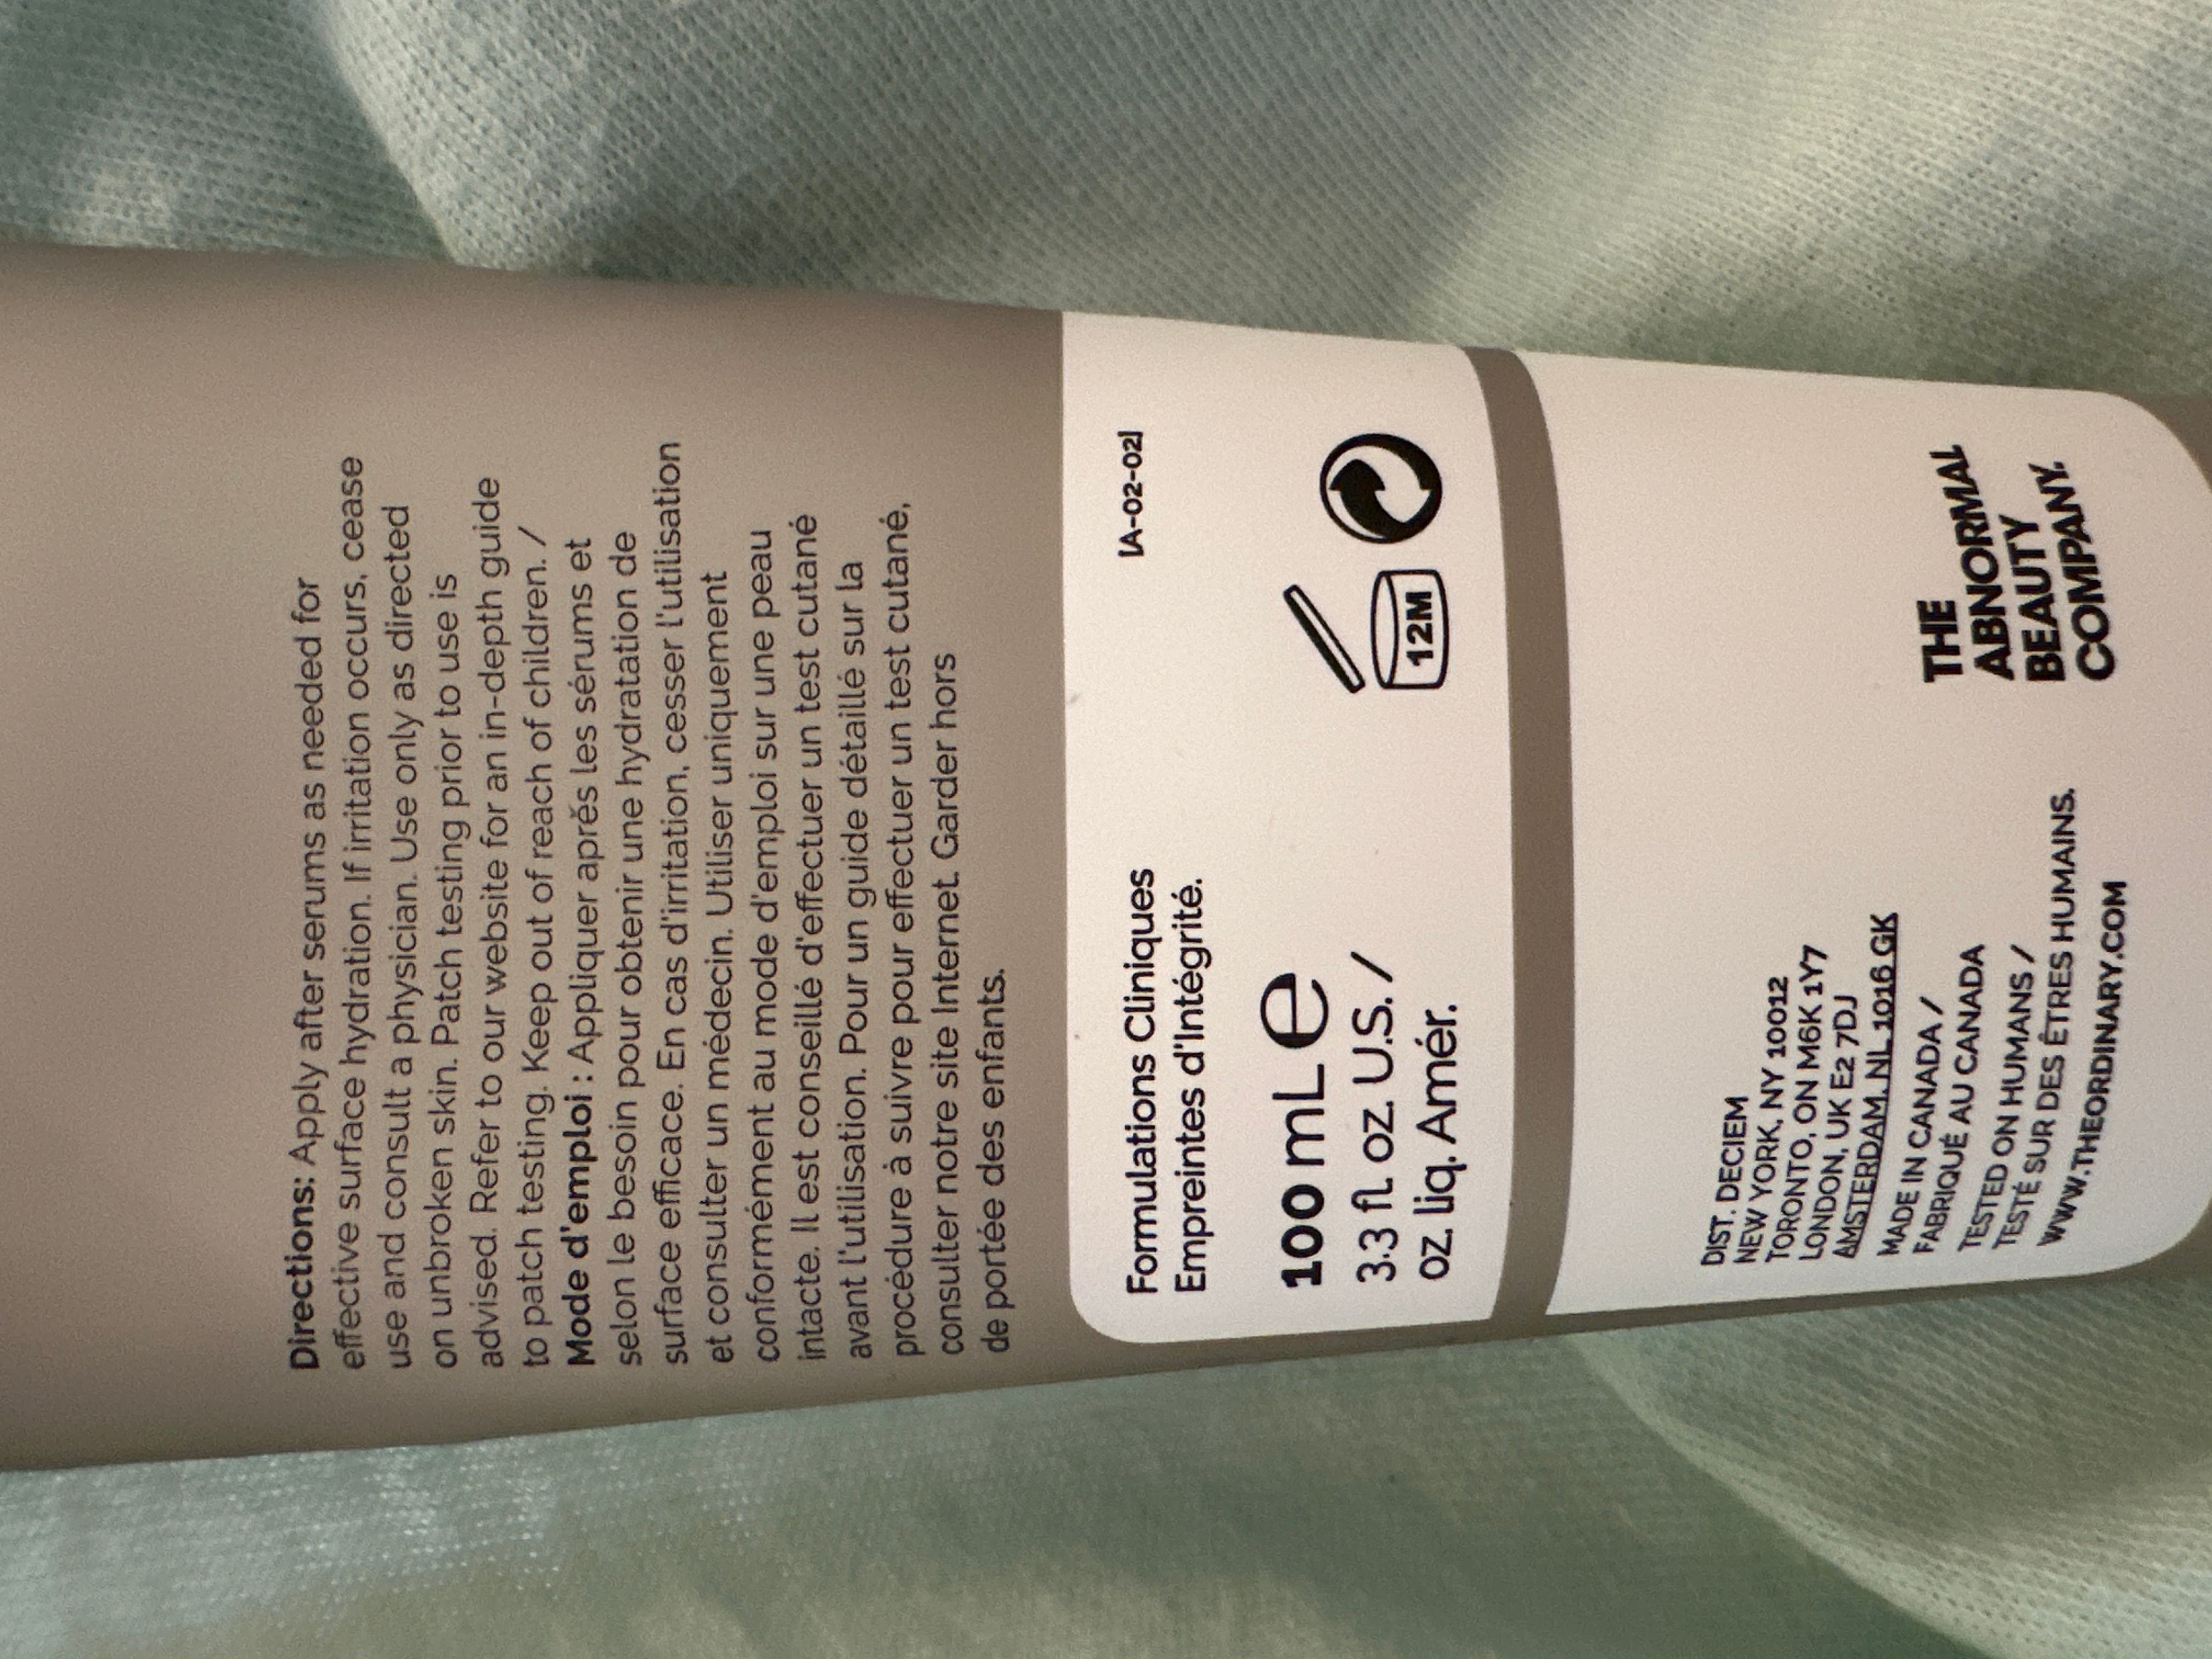 Directions: Apply after serums as needed for
effective surface hydration. If irritation occurs, cease
use and consult a physician. Use only as directed
on unbroken skin. Patch testing prior to use is
advised. Refer to our website for an in-depth guide
to patch testing. Keep out of reach of children. /
Mode d'emploi : Appliquer après les sérums et
selon le besoin pour obtenir une hydratation de
surface efficace. En cas d'irritation, cesser l'utilisation
et consulter un médecin. Utiliser uniquement
conformément au mode d'emploi sur une peau
intacte. Il est conseillé d'effectuer un test cutané
avant l'utilisation. Pour un guide détaillé sur la
procédure à suivre pour effectuer un test cutané,
consulter notre site Internet. Garder hors
de portée des enfants.
Formulations Cliniques
Empreintes d'Intégrité.
[A-02-02]
100 mL e
3.3 fl. oz. U.S. /
oz. liq. Amér.
12M
DIST. DECIEM
NEW YORK, NY 10012
TORONTO, ON M6K 1Y7
LONDON, UK E2 7DJ
AMSTERDAM, NL 1016 GK
MADE IN CANADA /
FABRIQUÉ AU CANADA
TESTED ON HUMANS /
TESTÉ SUR DES ÊTRES HUMAINS.
WWW.THEORDINARY.COM
THE
ABNORMAL
BEAUTY
COMPANY.